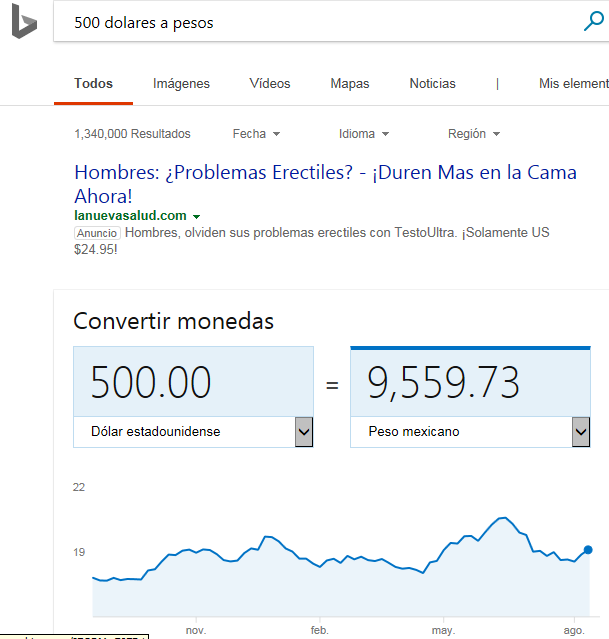 500 dolares a pesos
Todos Imágenes Vídeos Mapas Noticias | Mis element
1,340,000 Resultados Fecha Idioma Región
Hombres: ¿Problemas Erectiles? - ¡Duren Mas en la Cama
Ahora!
lanuevasalud.com
Anuncio Hombres, olviden sus problemas erectiles con TestoUltra. ¡Solamente US
$24.95!
Convertir monedas
500.00 = 9,559.73
Dólar estadounidense Peso mexicano
22
19
nov. feb. may. ago.